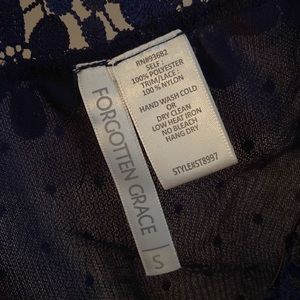 FORGOTTEN GRACE
S
RN#93682
SELF:
100% POLYESTER
TRIM/LACE:
100% NYLON
HAND WASH COLD
OR
DRY CLEAN
LOW HEAT IRON
NO BLEACH
HANG DRY
STYLE#ST8997